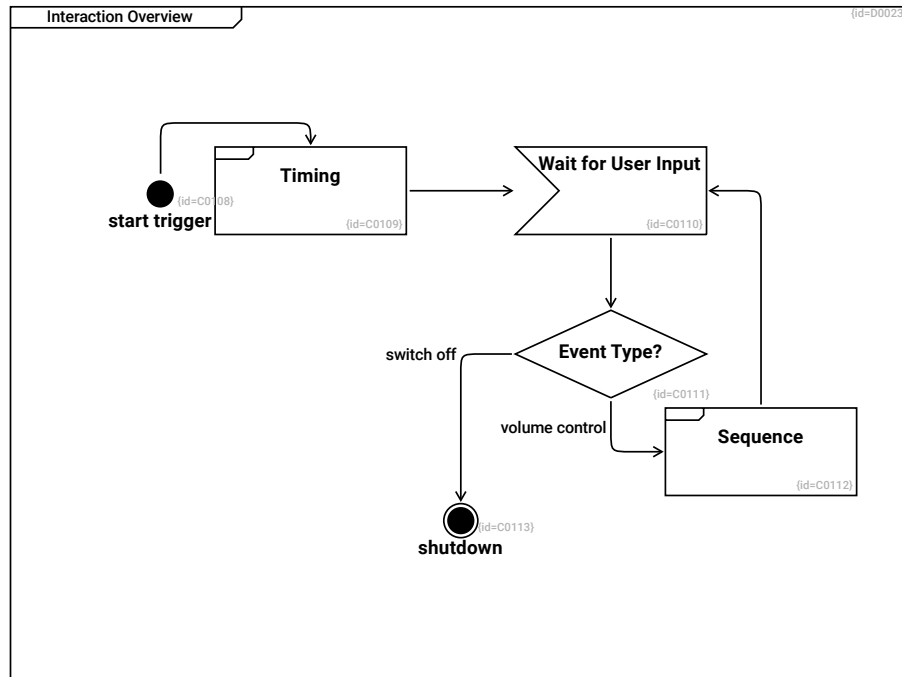 Interaction Overview
{id=D0023
Timing
Wait for User Input
{id=C0108}
start trigger
{id=C0109}
{id=C0110}
switch off
Event Type?
{id=C0111}
volume control
Sequence
{id=C0112}
{id=C0113}
shutdown